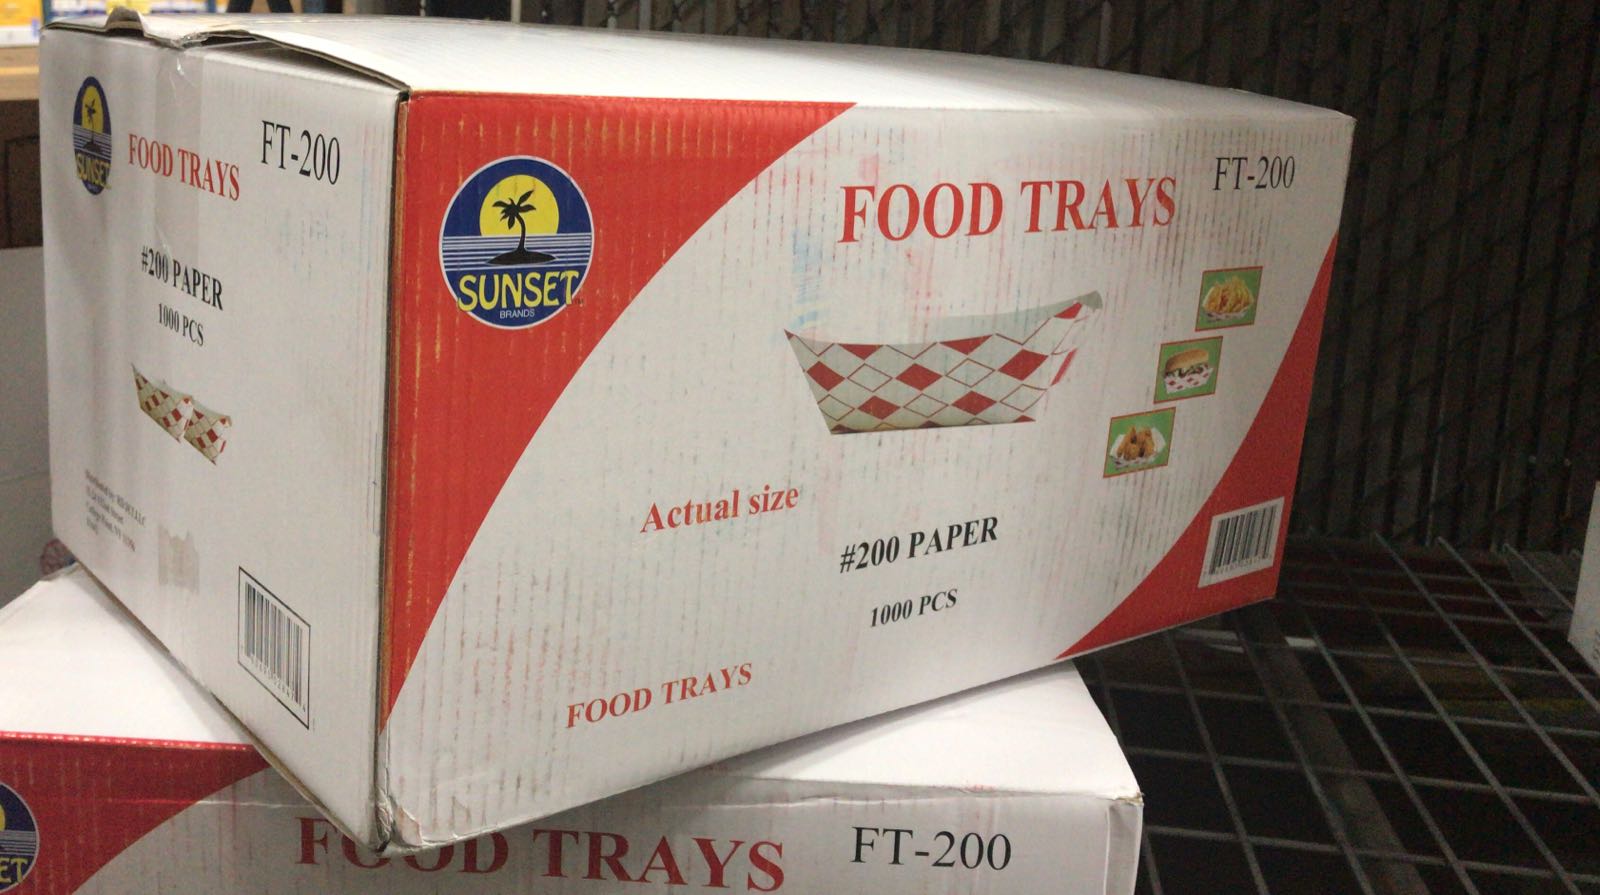 SUNSET
FOOD TRAYS
FT-200
#200 PAPER
1000 PCS
SUNSET
BRANDS
FOOD TRAYS
FT-200
Actual size
#200 PAPER
1000 PCS
FOOD TRAYS
FOOD TRAYS
FT-200